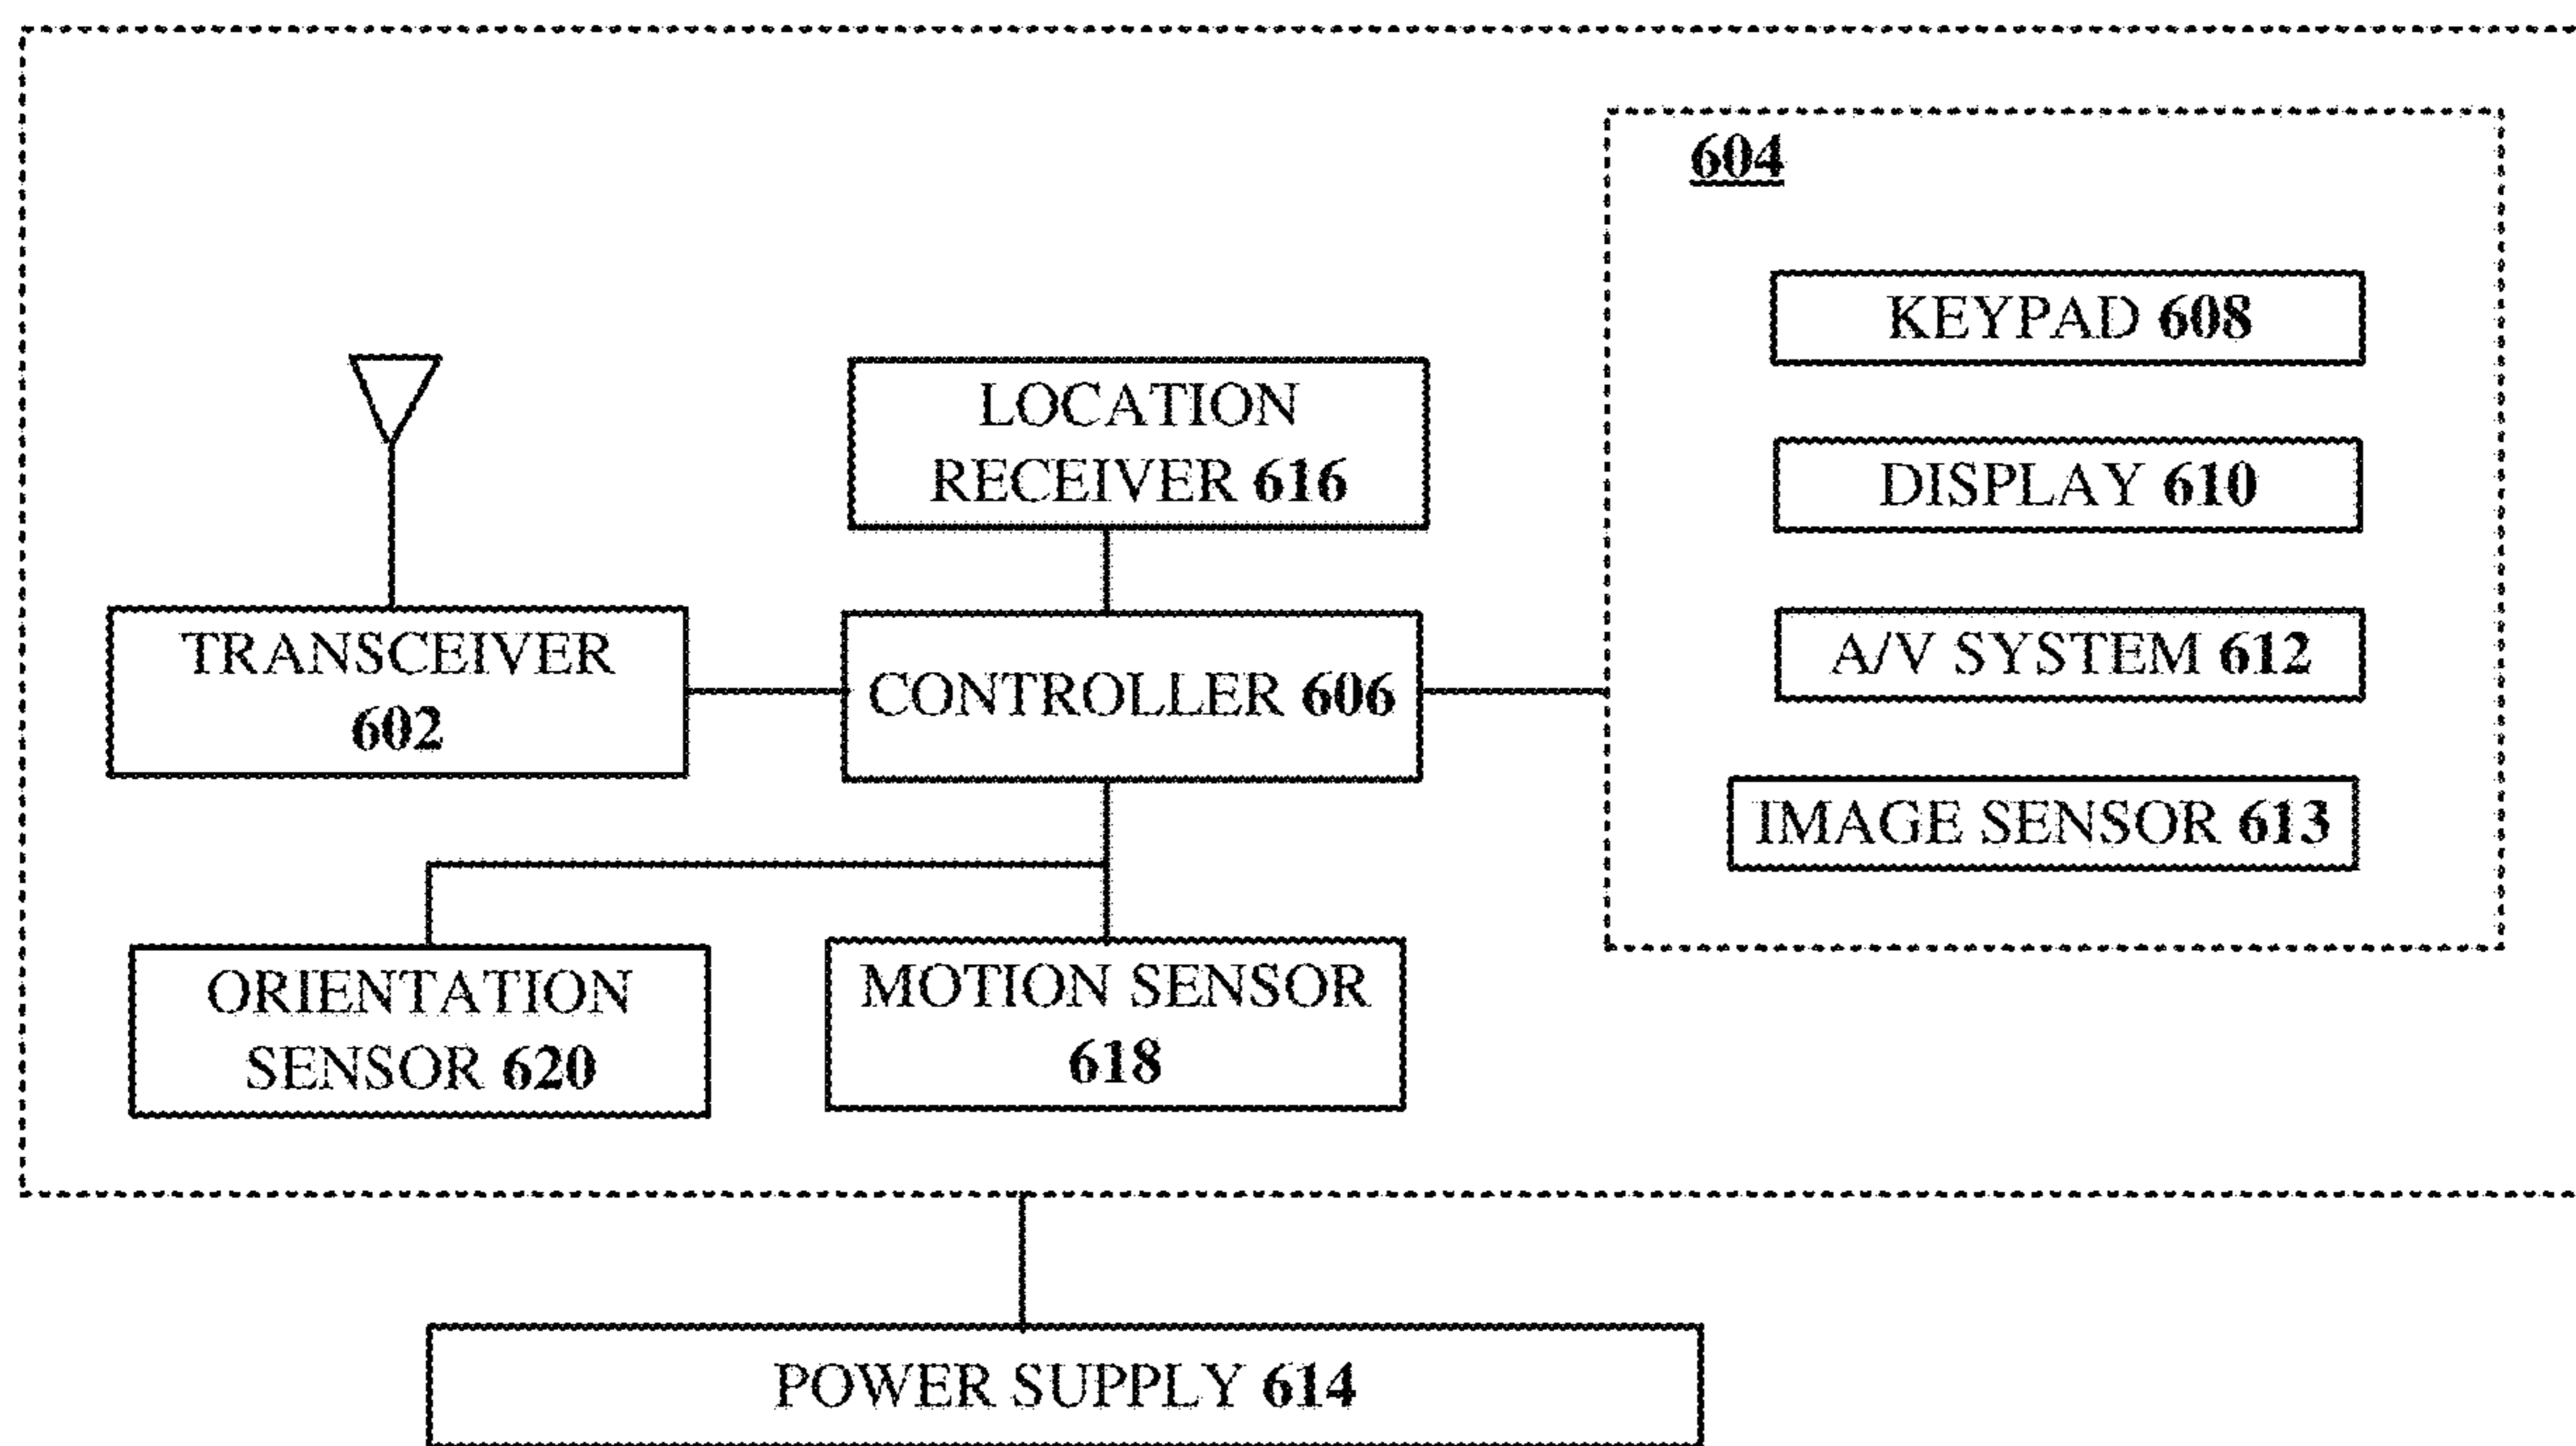 604
KEYPAD 608
LOCATION
RECEIVER 616
DISPLAY 610
TRANSCEIVER
602
CONTROLLER 606
A/V SYSTEM 612
IMAGE SENSOR 613
ORIENTATION
SENSOR 620
MOTION SENSOR
618
POWER SUPPLY 614